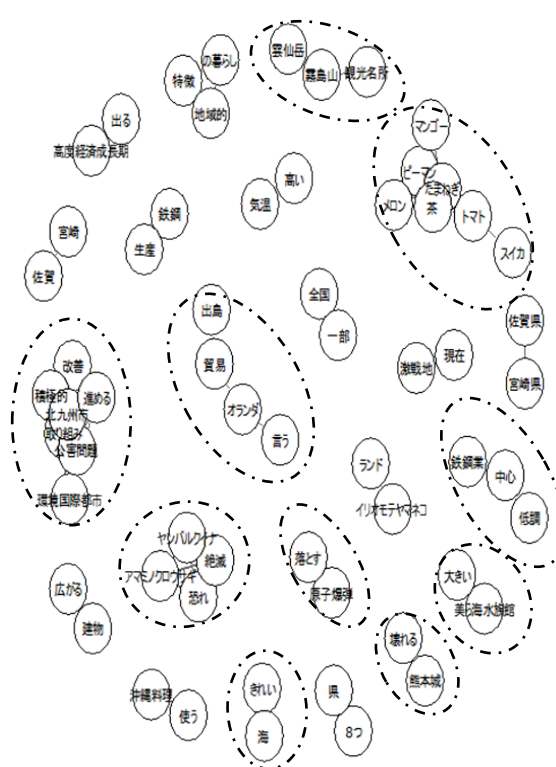 雲仙岳
霧島山
観光名所
の暮らし
特徴
地域的
出る
高度経済成長期
マンゴー
ピーマン
たまねぎ
メロン
茶
トマト
スイカ
高い
気温
鉄鋼
生産
宮崎
佐賀
全国
一部
出島
貿易
オランダ
言う
佐賀県
宮崎県
現在
激戦地
改善
積極的
進める
北九州市
取り組み
公害問題
環境国際都市
鉄鋼業
中心
低調
ランド
イリオモテヤマネコ
ヤンバルクイナ
絶滅
アマミノクロウサギ
恐れ
落とす
原子爆弾
大きい
美ら海水族館
広がる
建物
壊れる
熊本城
沖縄料理
使う
きれい
海
県
8つ